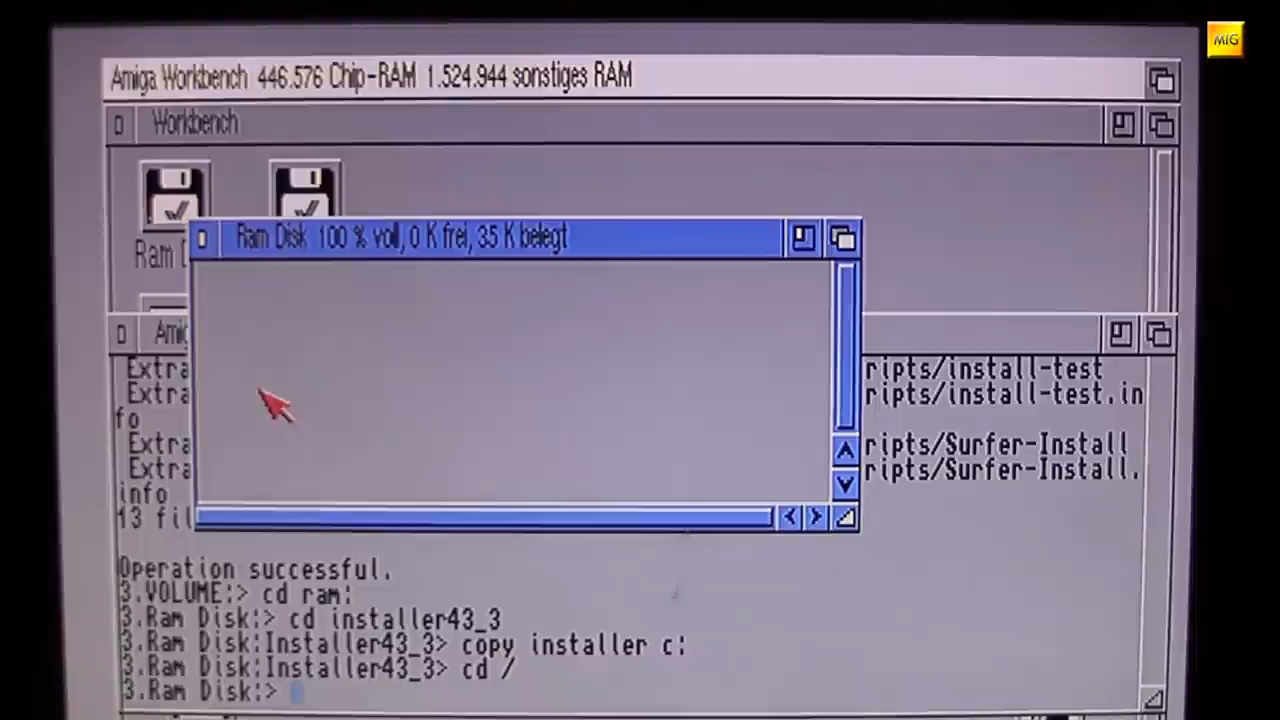 MIG
Amiga Workbench 446.576 Chip-RAM 1.524.944 sonstiges RAM
Workbench
Ram D
Ram Disk 100 % voll, 0 K frei, 35 K belegt
Amig
Extra ripts/install-test
Extra ripts/install-test.in
fo
Extra ripts/Surfer-Install
Extra ripts/Surfer-Install.
info
13 fil
Operation successful.
3.VOLUME:> cd ram:
3.Ram Disk:> cd installer43_3
3.Ram Disk:Installer43_3> copy installer c:
3.Ram Disk:Installer43_3> cd /
3.Ram Disk:>